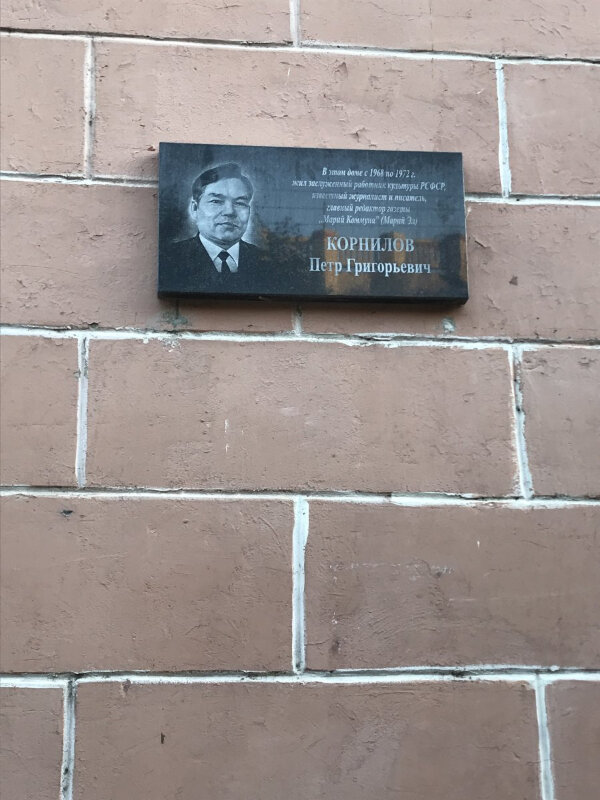 В этом доме с 1968 по 1972 г.
жил заслуженный работник культуры РСФСР,
известный журналист и писатель,
главный редактор газеты
„Марий Коммуна" (Марий Эл)
КОРНИЛОВ
Петр Григорьевич